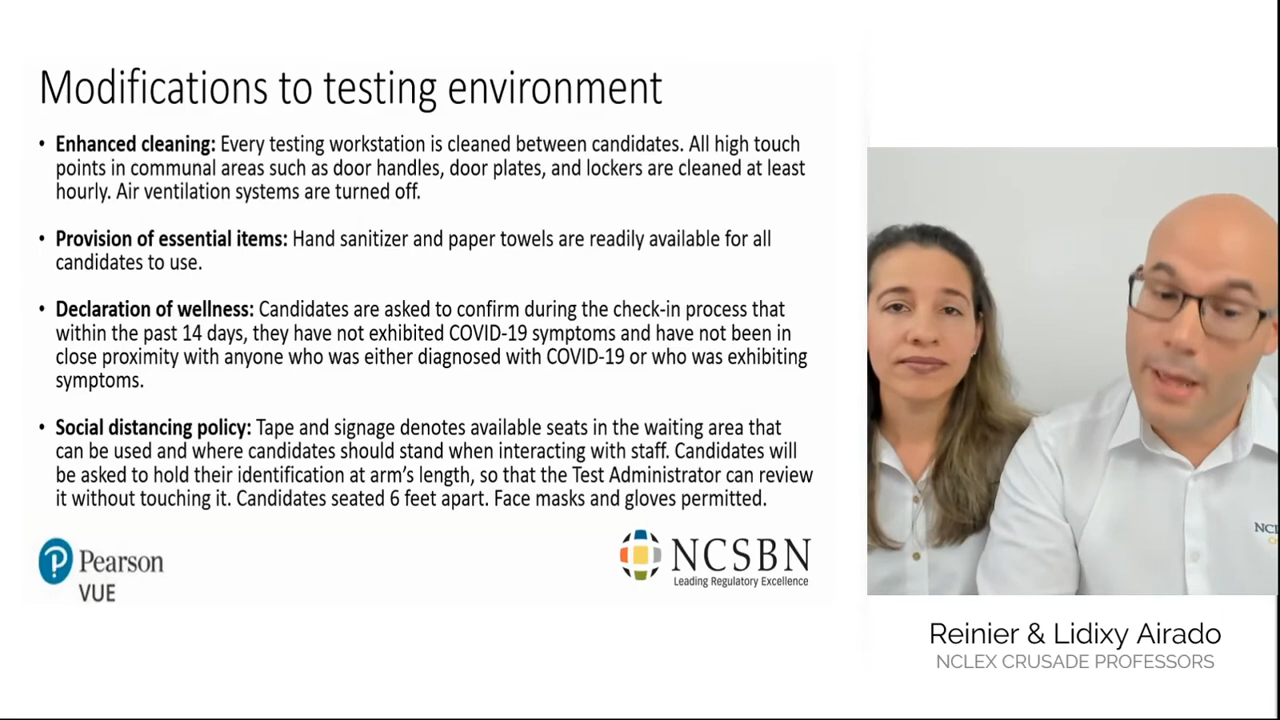 Modifications to testing environment
• Enhanced cleaning: Every testing workstation is cleaned between candidates. All high touch
points in communal areas such as door handles, door plates, and lockers are cleaned at least
hourly. Air ventilation systems are turned off.
• Provision of essential items: Hand sanitizer and paper towels are readily available for all
candidates to use.
• Declaration of wellness: Candidates are asked to confirm during the check-in process that
within the past 14 days, they have not exhibited COVID-19 symptoms and have not been in
close proximity with anyone who was either diagnosed with COVID-19 or who was exhibiting
symptoms.
• Social distancing policy: Tape and signage denotes available seats in the waiting area that
can be used and where candidates should stand when interacting with staff. Candidates will
be asked to hold their identification at arm's length, so that the Test Administrator can review
it without touching it. Candidates seated 6 feet apart. Face masks and gloves permitted.
Pearson
VUE
NCSBN
Leading Regulatory Excellence
Reinier & Lidixy Airado
NCLEX CRUSADE PROFESSORS